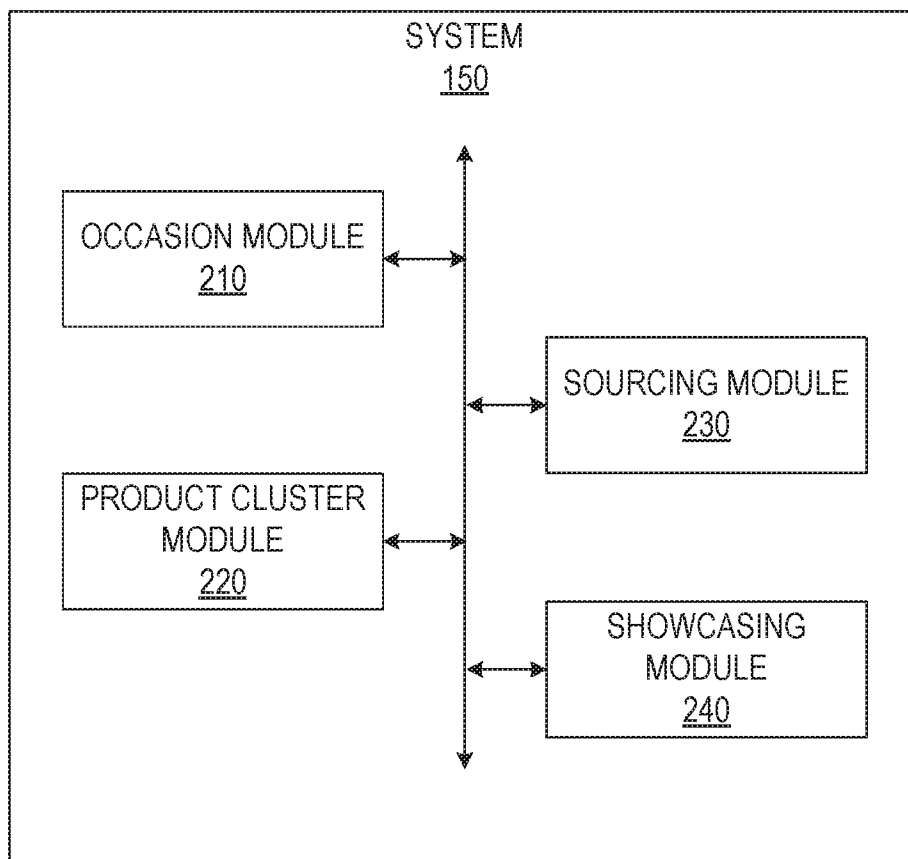 SYSTEM
150
OCCASION MODULE
210
SOURCING MODULE
230
PRODUCT CLUSTER
MODULE
220
SHOWCASING
MODULE
240